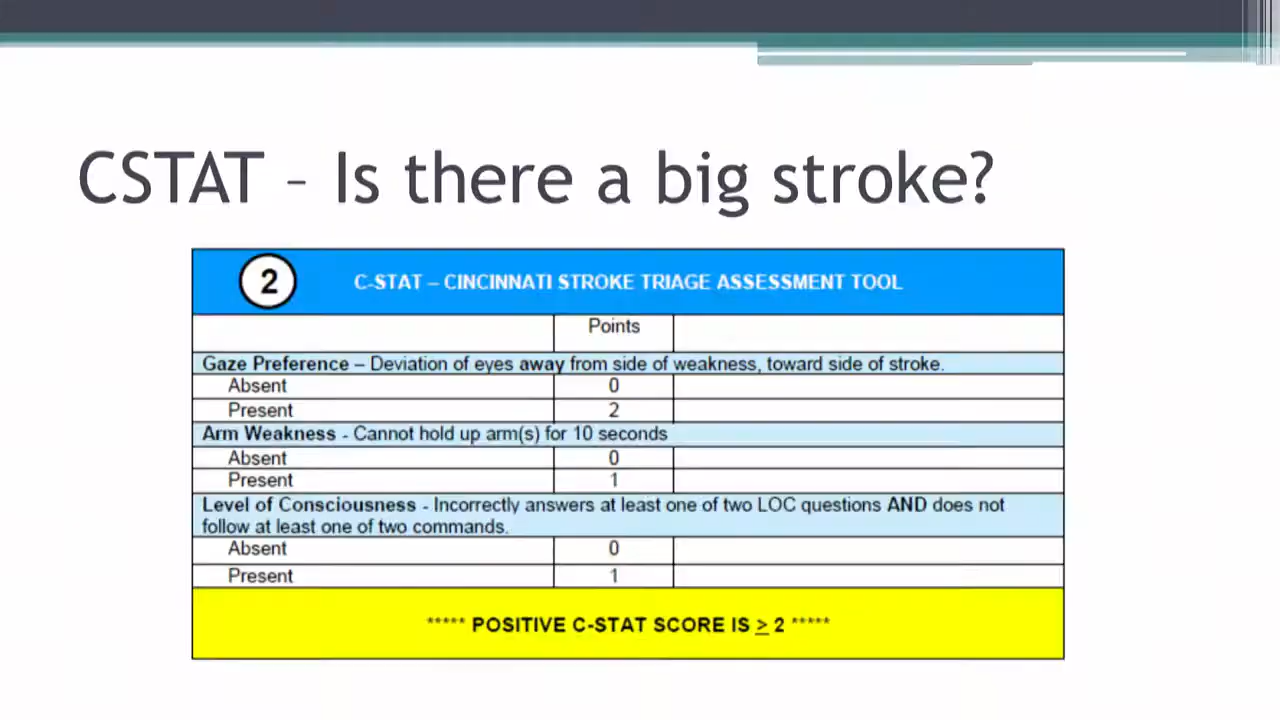 CSTAT – Is there a big stroke?
2 C-STAT – CINCINNATI STROKE TRIAGE ASSESSMENT TOOL
Points
Gaze Preference – Deviation of eyes away from side of weakness, toward side of stroke.
Absent 0
Present 2
Arm Weakness - Cannot hold up arm(s) for 10 seconds
Absent 0
Present 1
Level of Consciousness - Incorrectly answers at least one of two LOC questions AND does not
follow at least one of two commands.
Absent 0
Present 1
***** POSITIVE C-STAT SCORE IS ≥ 2 *****